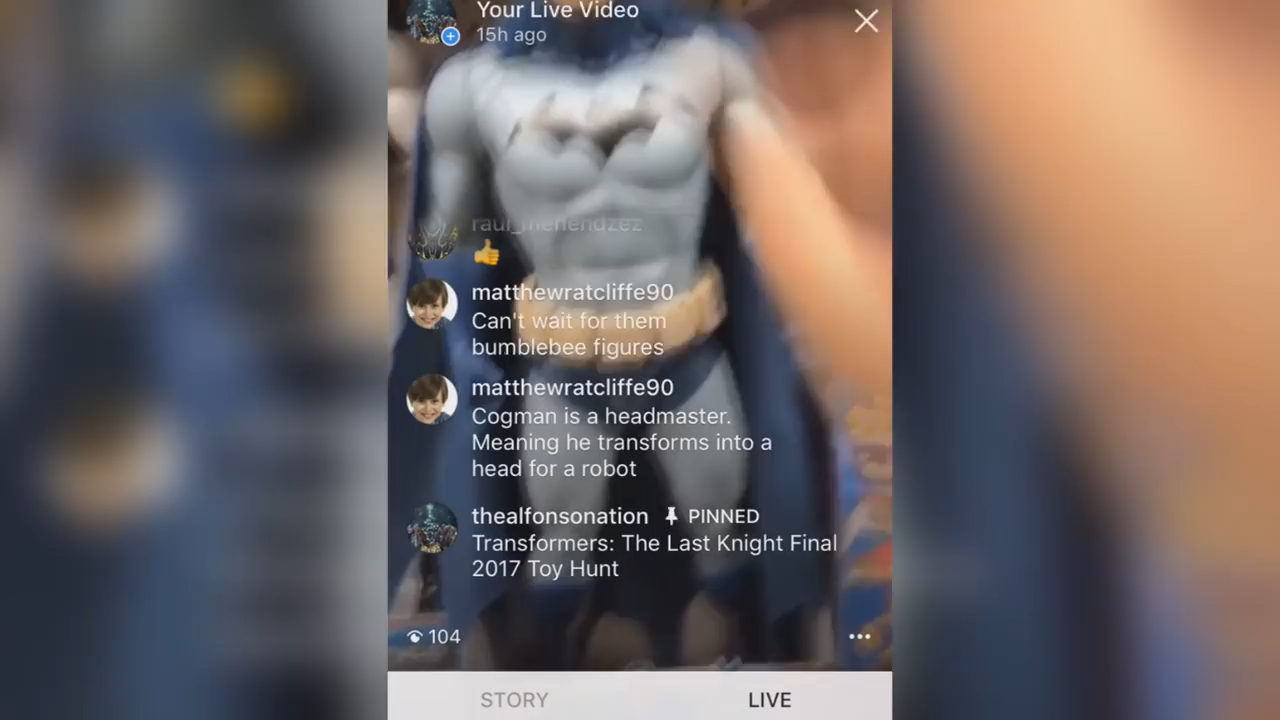 Your Live Video
15h ago
raul_menendzez
👍
matthewratcliffe90
Can't wait for them
bumblebee figures
matthewratcliffe90
Cogman is a headmaster.
Meaning he transforms into a
head for a robot
thealfonsonation PINNED
Transformers: The Last Knight Final
2017 Toy Hunt
104
STORY LIVE